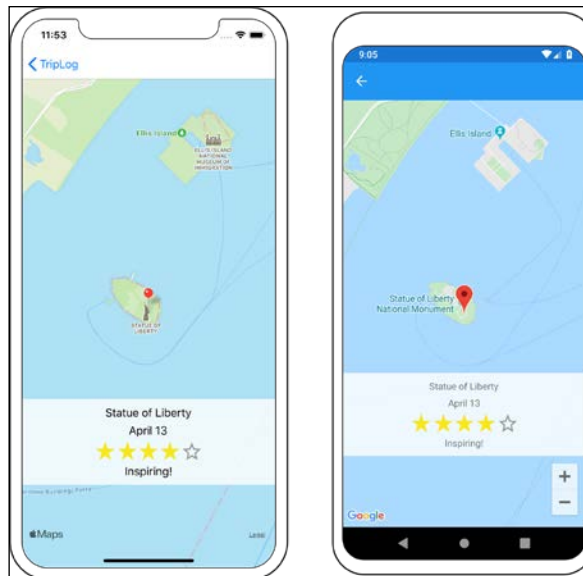 11:53
TripLog
Ellis Island
ELLIS ISLAND
NATIONAL
MUSEUM OF
IMMIGRATION
STATUE OF
LIBERTY
Statue of Liberty
April 13
Inspiring!
Maps
Legal
9:05
Ellis Island
Statue of Liberty
National Monument
Statue of Liberty
April 13
Inspiring!
+
−
Google